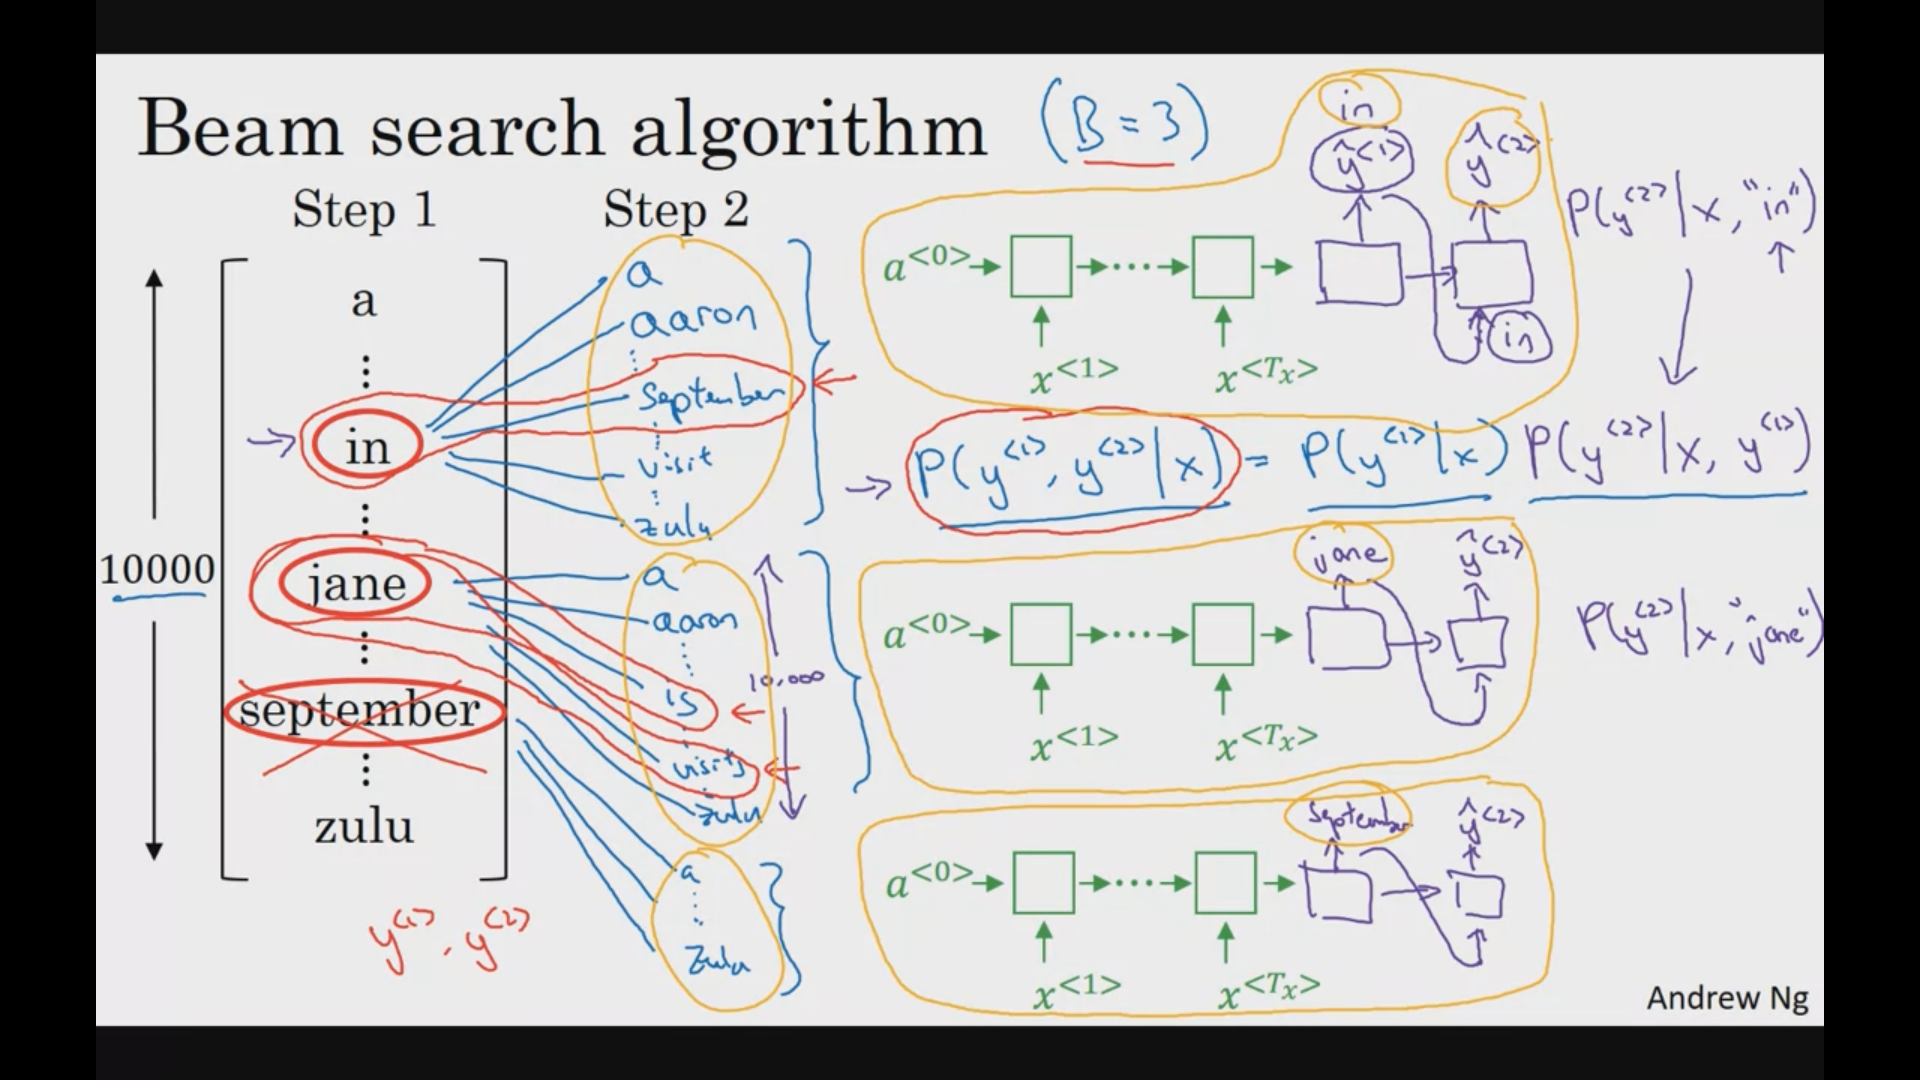 Beam search algorithm (B = 3)
Step 1
Step 2
10000
a
⋮
in
⋮
jane
⋮
september
⋮
zulu
y<1>, y<2>
a
aaron
⋮
September
⋮
visit
⋮
zulu
a
aaron
⋮
is
⋮
visits
⋮
zulu
10,000
a
⋮
zulu
in
ŷ<1> ŷ<2>
a<0> ... 
in
x<1> x<Tx>
P(y<2>|x, "in")
P(y<1>, y<2>|x) = P(y<1>|x) P(y<2>|x, y<1>)
jane ŷ<2>
a<0> ...
x<1> x<Tx>
P(y<2>|x, "jane")
September ŷ<2>
a<0> ...
x<1> x<Tx>
Andrew Ng